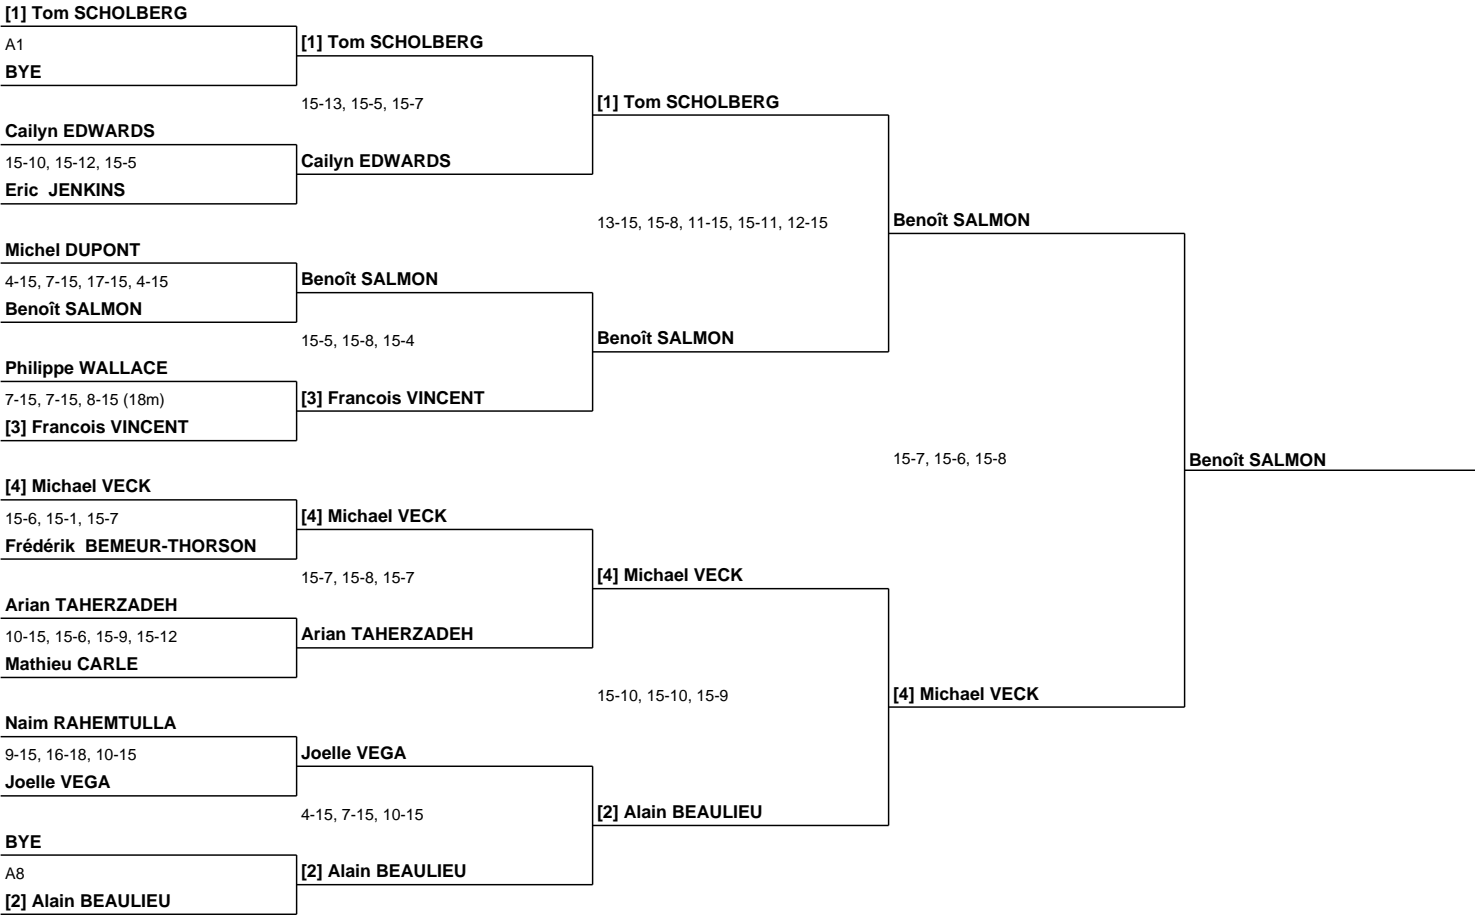 [1] Tom SCHOLBERG
A1
BYE
[1] Tom SCHOLBERG
15-13, 15-5, 15-7
Cailyn EDWARDS
15-10, 15-12, 15-5
Eric  JENKINS
Cailyn EDWARDS
[1] Tom SCHOLBERG
13-15, 15-8, 11-15, 15-11, 12-15
Michel DUPONT
4-15, 7-15, 17-15, 4-15
Benoît SALMON
Benoît SALMON
15-5, 15-8, 15-4
Philippe WALLACE
7-15, 7-15, 8-15 (18m)
[3] Francois VINCENT
[3] Francois VINCENT
Benoît SALMON
Benoît SALMON
15-7, 15-6, 15-8
Benoît SALMON
[4] Michael VECK
15-6, 15-1, 15-7
Frédérik  BEMEUR-THORSON
[4] Michael VECK
15-7, 15-8, 15-7
Arian TAHERZADEH
10-15, 15-6, 15-9, 15-12
Mathieu CARLE
Arian TAHERZADEH
[4] Michael VECK
15-10, 15-10, 15-9
[4] Michael VECK
Naim RAHEMTULLA
9-15, 16-18, 10-15
Joelle VEGA
Joelle VEGA
4-15, 7-15, 10-15
BYE
A8
[2] Alain BEAULIEU
[2] Alain BEAULIEU
[2] Alain BEAULIEU